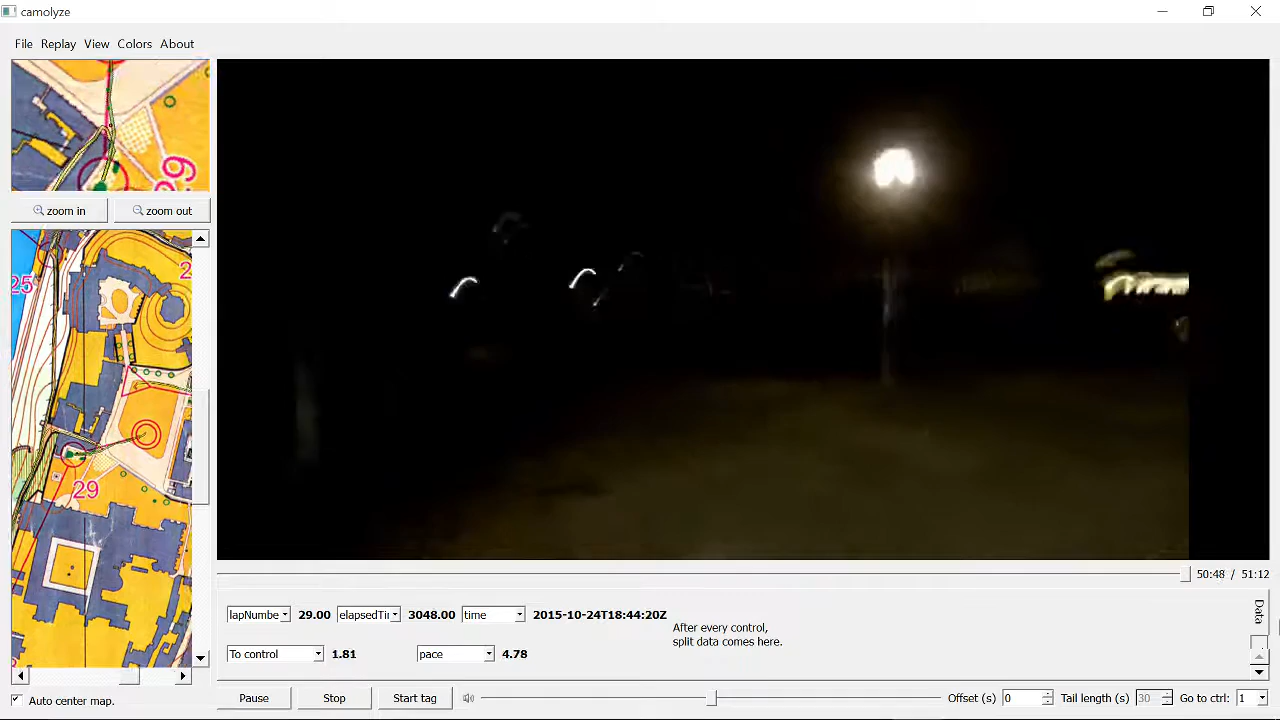 camolyze
File Replay View Colors About
29
zoom in
zoom out
25
2
29
50:48 / 51:12
lapNumbe 29.00 elapsedTii 3048.00 time 2015-10-24T18:44:20Z
After every control,
split data comes here.
Data
To control 1.81 pace 4.78
Auto center map.
Pause
Stop
Start tag
Offset (s) 0
Tail length (s) 30
Go to ctrl: 1